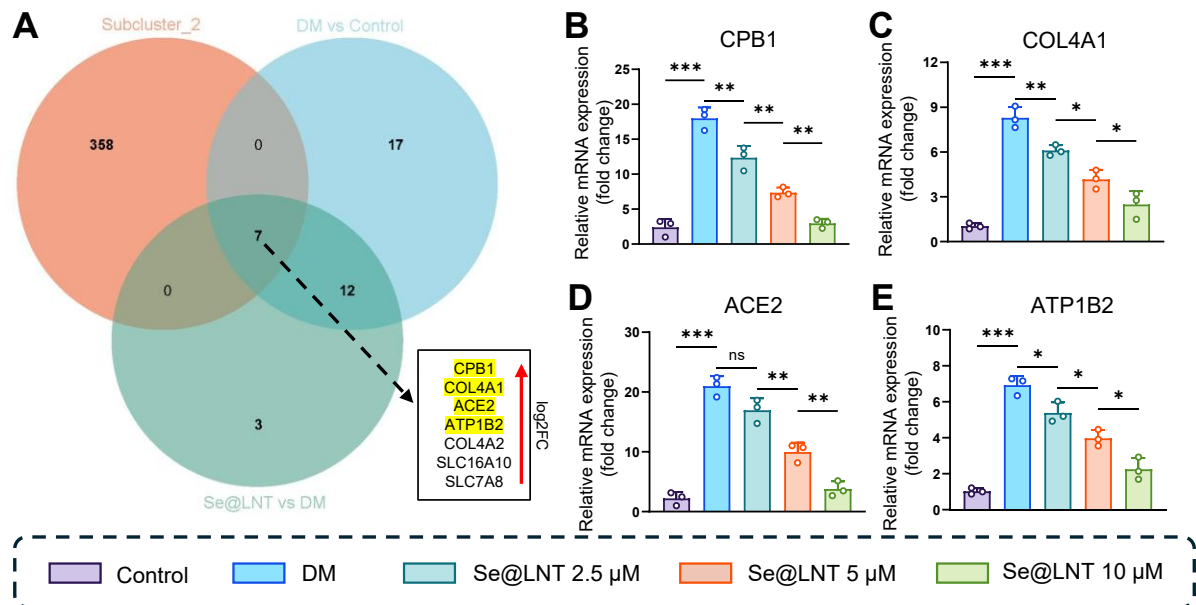 A
Subcluster_2
DM vs Control
358
0
17
7
0
12
3
Se@LNT vs DM
CPB1
COL4A1
ACE2
ATP1B2
COL4A2
SLC16A10
SLC7A8
log2FC
B
CPB1
Relative mRNA expression
(fold change)
25
20
15
10
5
0
***
**
**
**
C
COL4A1
Relative mRNA expression
(fold change)
12
9
6
3
0
***
**
*
*
D
ACE2
Relative mRNA expression
(fold change)
30
20
10
0
***
ns
**
**
E
ATP1B2
Relative mRNA expression
(fold change)
10
8
6
4
2
0
***
*
*
*
Control
DM
Se@LNT 2.5 μM
Se@LNT 5 μM
Se@LNT 10 μM